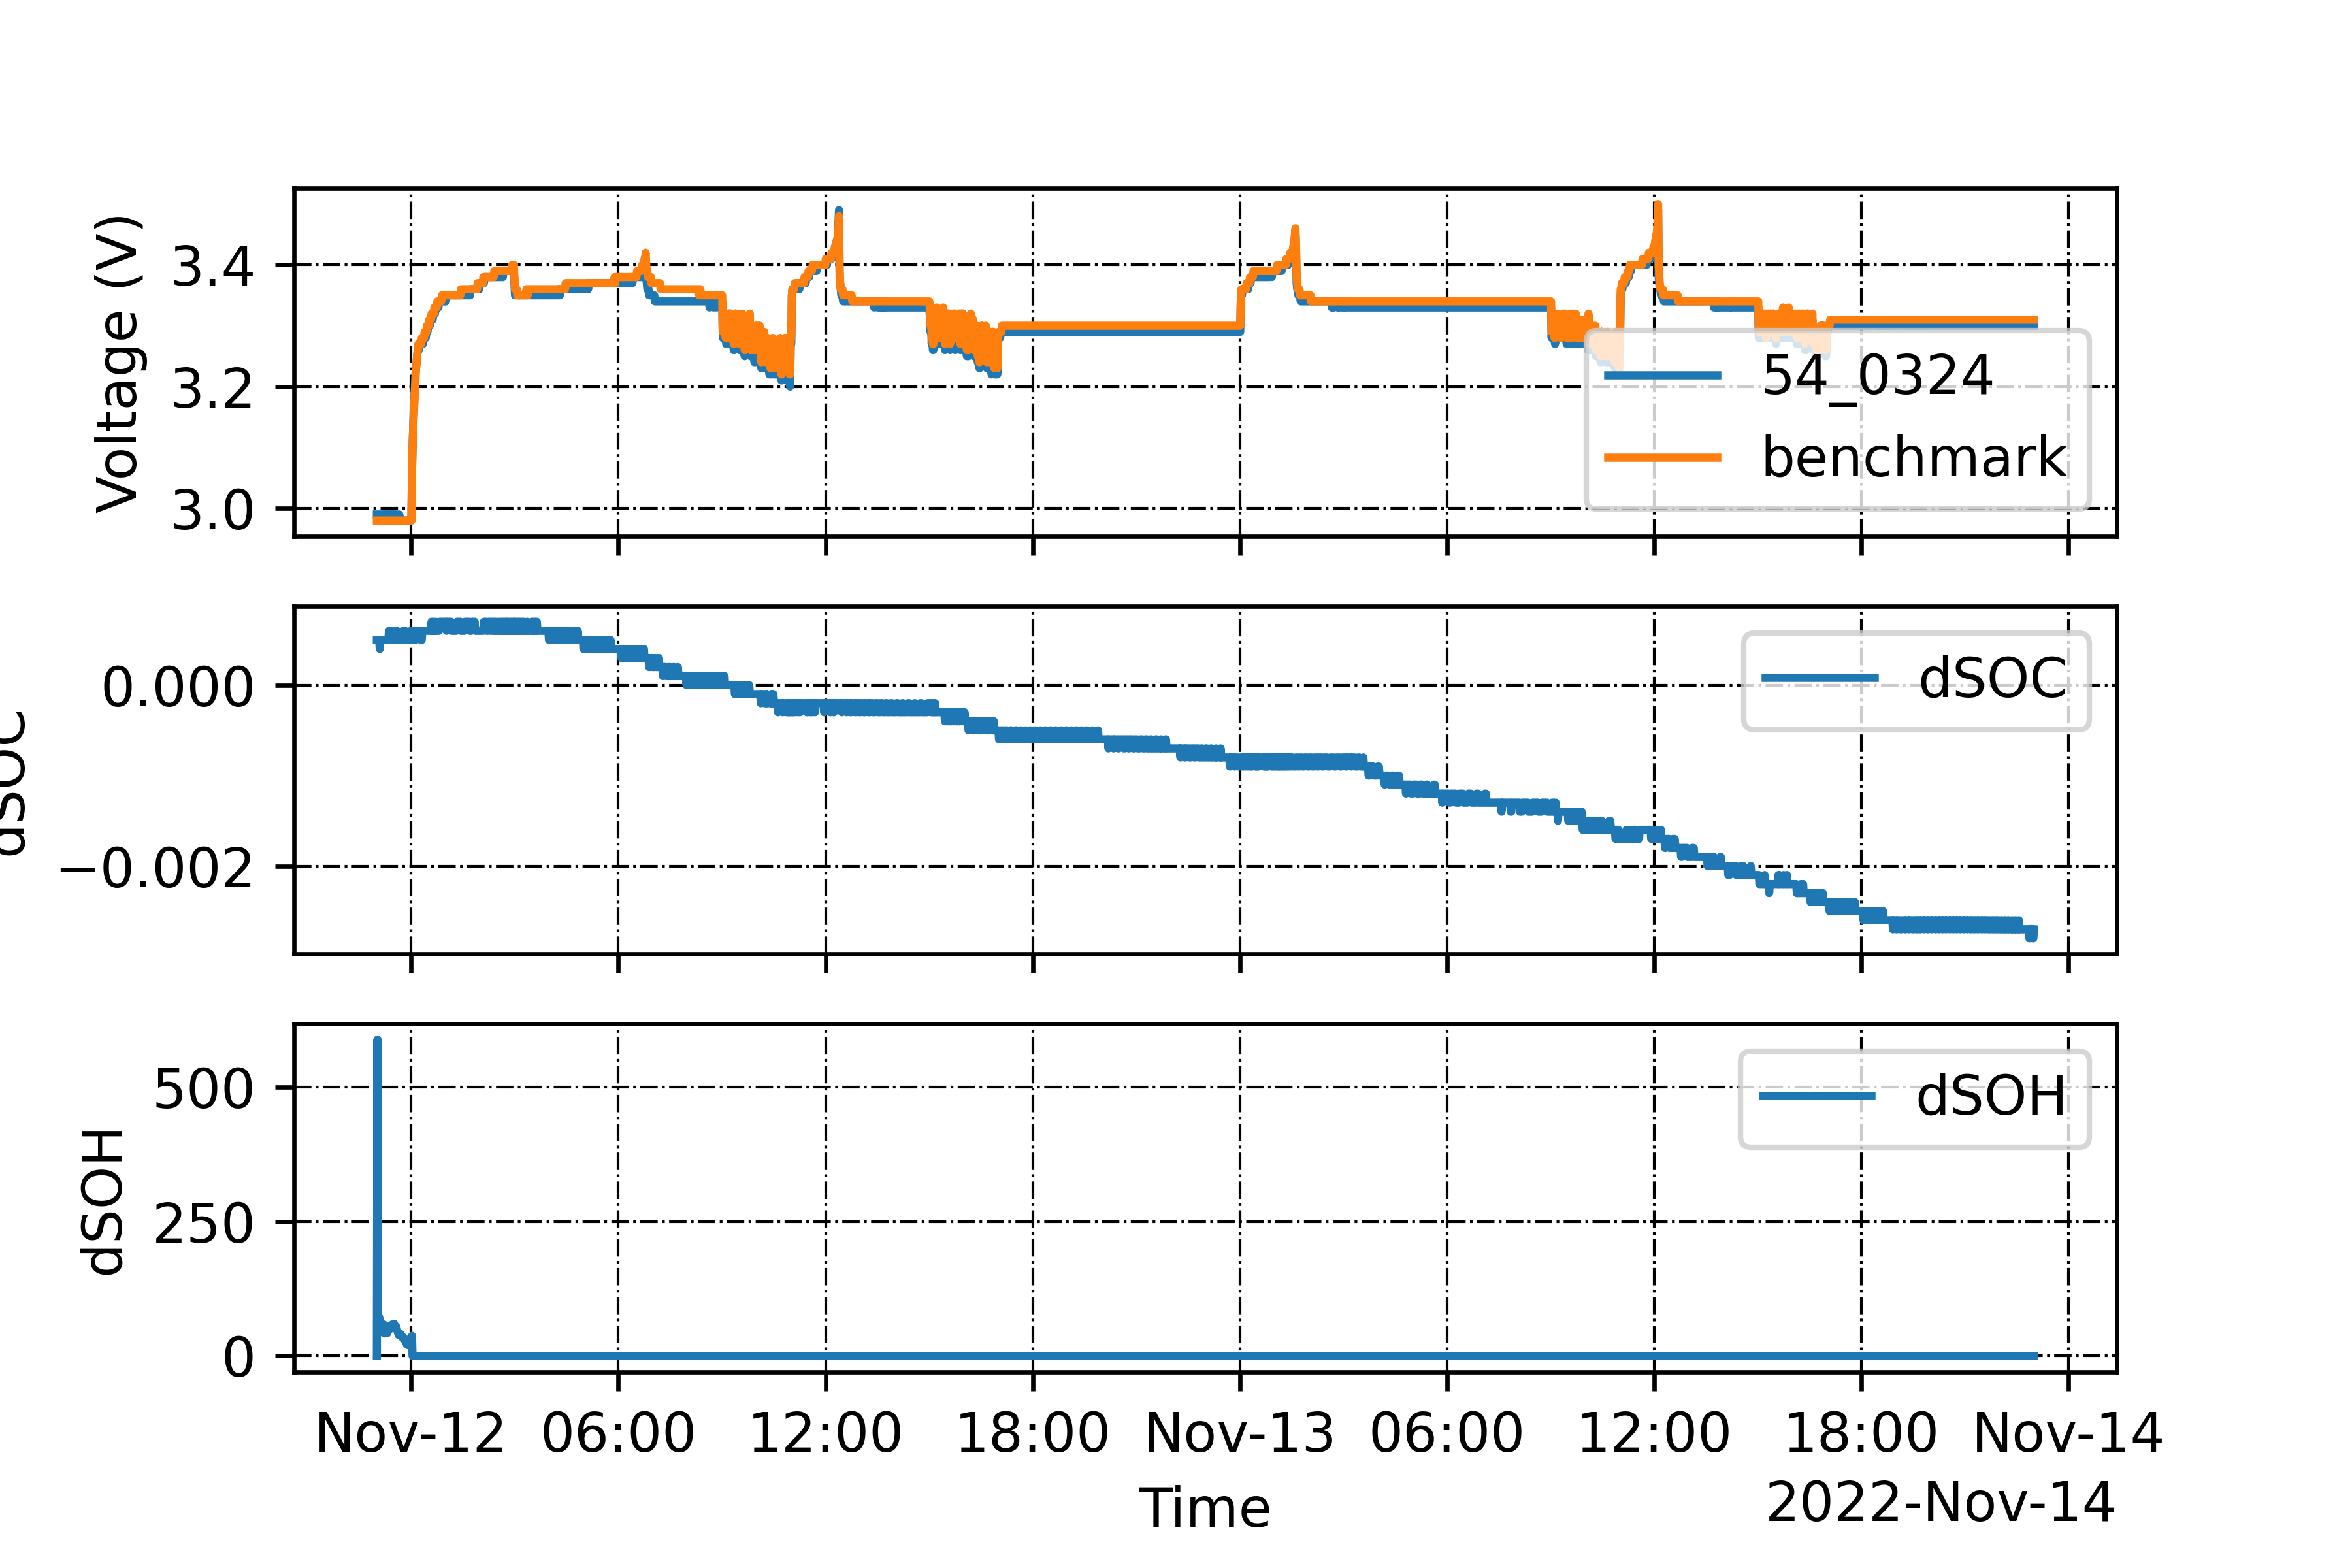 Voltage (V)
3.4
3.2
3.0
54_0324
benchmark
dSOC
0.000
−0.002
dSOC
dSOH
500
250
0
dSOH
Nov-12 06:00 12:00 18:00 Nov-13 06:00 12:00 18:00 Nov-14
Time
2022-Nov-14